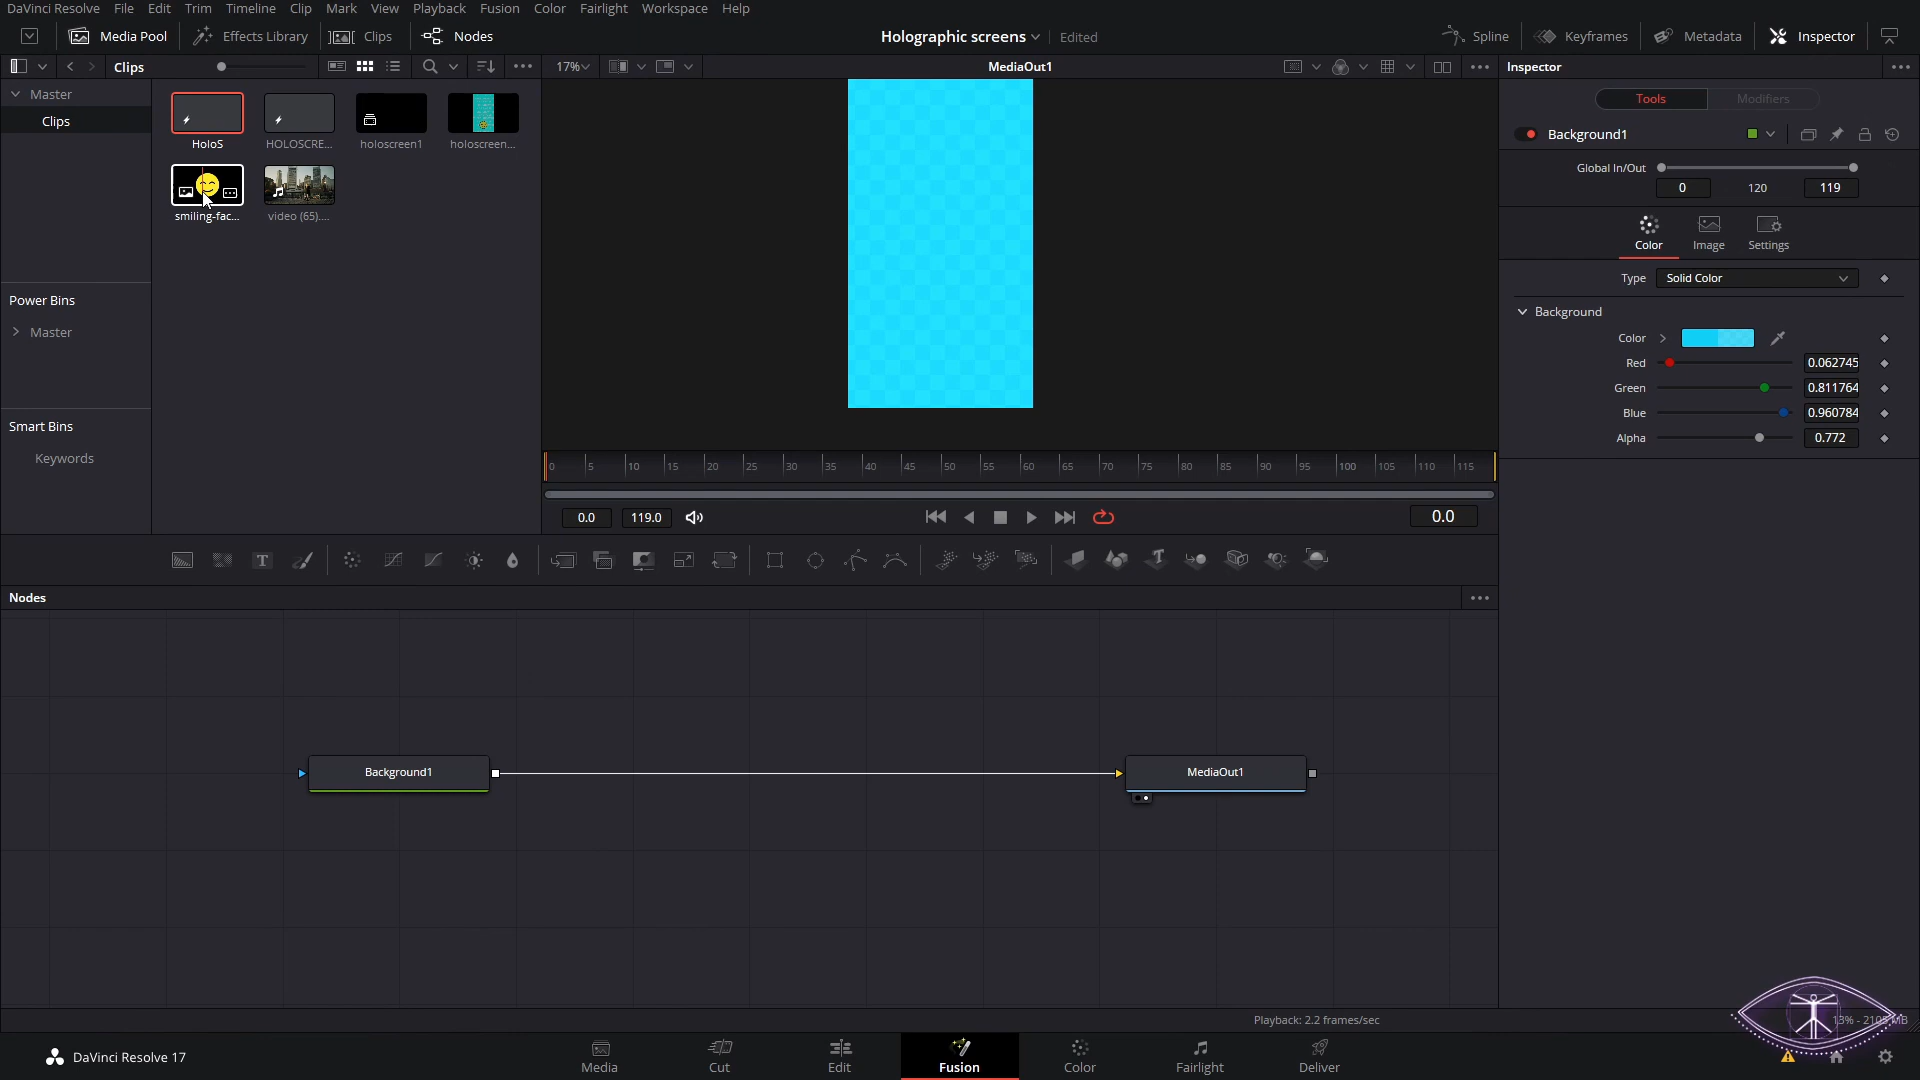 DaVinci Resolve File Edit Trim Timeline Clip Mark View Playback Fusion Color Fairlight Workspace Help
Media Pool Effects Library Clips Nodes Holographic screens Edited Spline Keyframes Metadata Inspector
Clips 17% MediaOut1 Inspector
Master
Clips
HoloS HOLOSCRE... holoscreen1 holoscreen...
smiling-fac... video (65)....
Power Bins
Master
Smart Bins
Keywords
0 5 10 15 20 25 30 35 40 45 50 55 60 65 70 75 80 85 90 95 100 105 110 115
0.0 119.0 0.0
Tools Modifiers
Background1
Global In/Out
0 120 119
Color Image Settings
Type Solid Color
Background
Color
Red 0.062745
Green 0.811764
Blue 0.960784
Alpha 0.772
T
Nodes
Background1 MediaOut1
Playback: 2.2 frames/sec 13% - 2105 MB
DaVinci Resolve 17 Media Cut Edit Fusion Color Fairlight Deliver